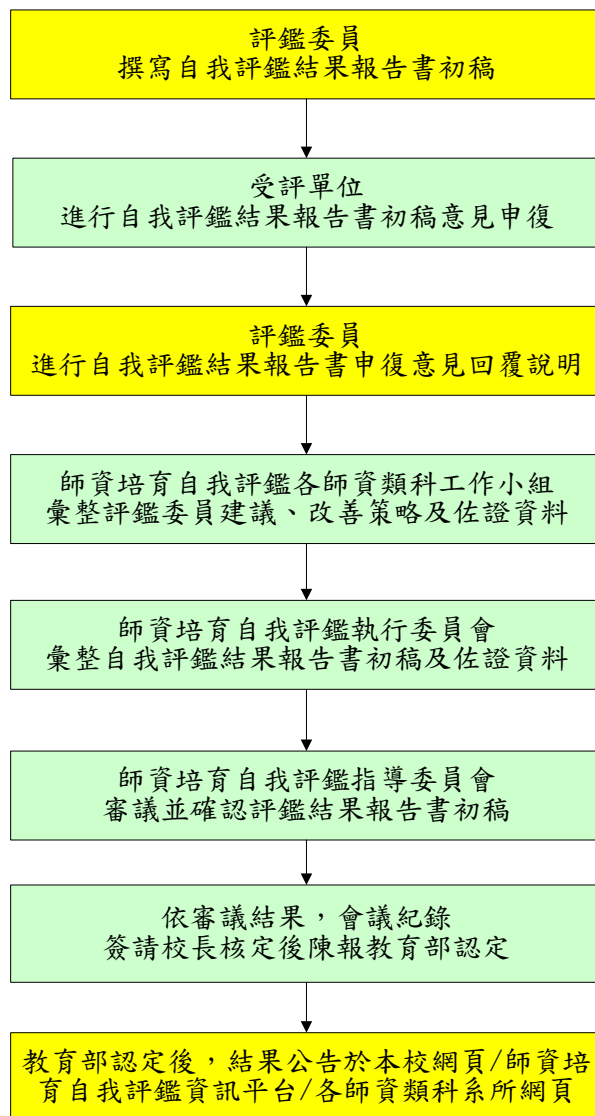 評鑑委員
撰寫自我評鑑結果報告書初稿
受評單位
進行自我評鑑結果報告書初稿意見申復
評鑑委員
進行自我評鑑結果報告書申復意見回覆說明
師資培育自我評鑑各師資類科工作小組
彙整評鑑委員建議、改善策略及佐證資料
師資培育自我評鑑執行委員會
彙整自我評鑑結果報告書初稿及佐證資料
師資培育自我評鑑指導委員會
審議並確認評鑑結果報告書初稿
依審議結果，會議紀錄
簽請校長核定後陳報教育部認定
教育部認定後，結果公告於本校網頁/師資培
育自我評鑑資訊平台/各師資類科系所網頁